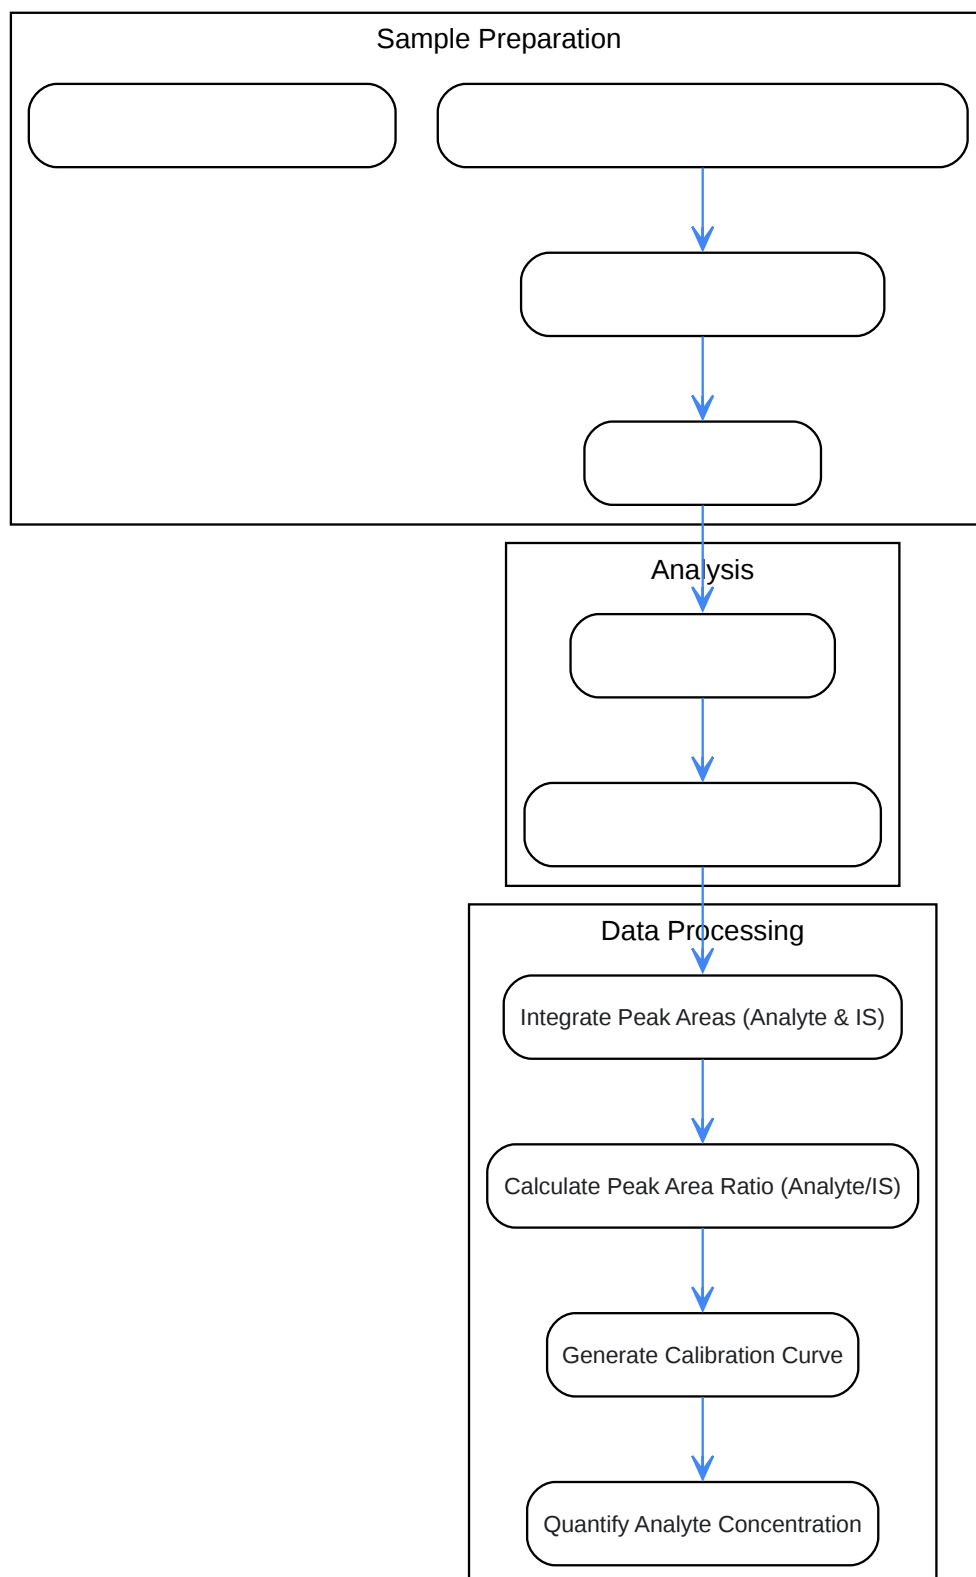 Sample Preparation
Analysis
Data Processing
Integrate Peak Areas (Analyte & IS)
Calculate Peak Area Ratio (Analyte/IS)
Generate Calibration Curve
Quantify Analyte Concentration